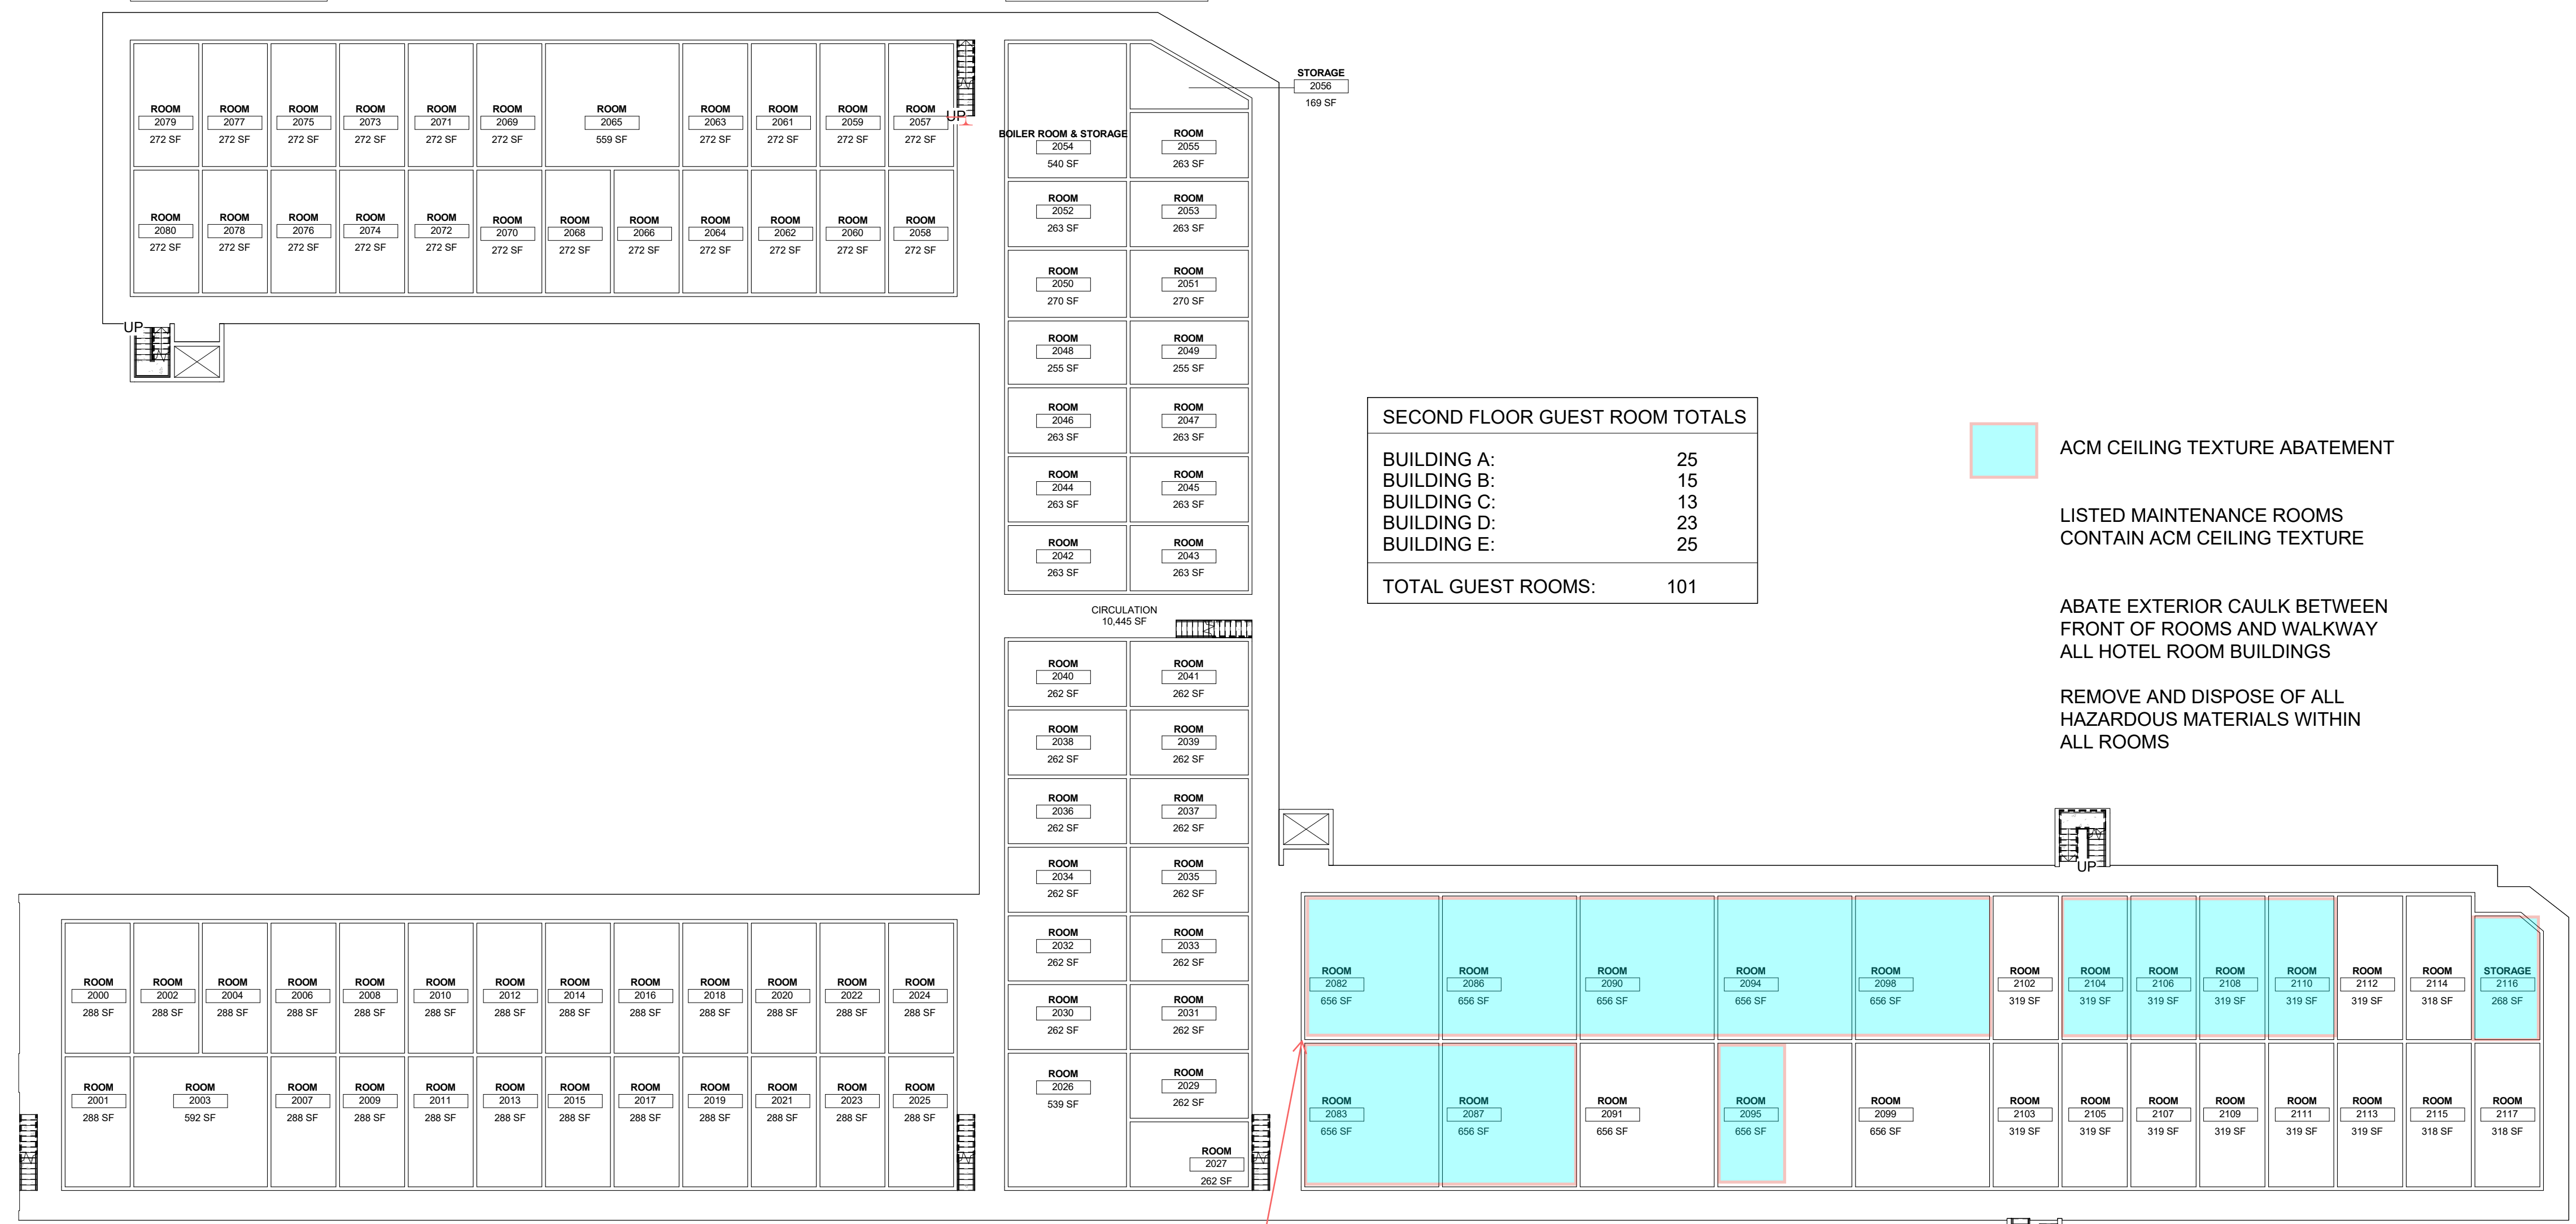 ROOM ROOM ROOM ROOM ROOM ROOM ROOM ROOM ROOM ROOM ROOM
2079 2077 2075 2073 2071 2069 2065 2063 2061 2059 2057
272 SF 272 SF 272 SF 272 SF 272 SF 272 SF 559 SF 272 SF 272 SF 272 SF 272 SF
UP
ROOM ROOM ROOM ROOM ROOM ROOM ROOM ROOM ROOM ROOM ROOM ROOM
2080 2078 2076 2074 2072 2070 2068 2066 2064 2062 2060 2058
272 SF 272 SF 272 SF 272 SF 272 SF 272 SF 272 SF 272 SF 272 SF 272 SF 272 SF 272 SF
UP
STORAGE
2056
169 SF
BOILER ROOM & STORAGE ROOM
2054 2055
540 SF 263 SF
ROOM ROOM
2052 2053
263 SF 263 SF
ROOM ROOM
2050 2051
270 SF 270 SF
ROOM ROOM
2048 2049
255 SF 255 SF
ROOM ROOM
2046 2047
263 SF 263 SF
ROOM ROOM
2044 2045
263 SF 263 SF
ROOM ROOM
2042 2043
263 SF 263 SF
CIRCULATION
10,445 SF
ROOM ROOM
2040 2041
262 SF 262 SF
ROOM ROOM
2038 2039
262 SF 262 SF
ROOM ROOM
2036 2037
262 SF 262 SF
ROOM ROOM
2034 2035
262 SF 262 SF
ROOM ROOM
2032 2033
262 SF 262 SF
ROOM ROOM
2030 2031
262 SF 262 SF
ROOM ROOM
2026 2029
539 SF 262 SF
ROOM
2027
262 SF
SECOND FLOOR GUEST ROOM TOTALS
BUILDING A: 25
BUILDING B: 15
BUILDING C: 13
BUILDING D: 23
BUILDING E: 25
TOTAL GUEST ROOMS: 101
ACM CEILING TEXTURE ABATEMENT
LISTED MAINTENANCE ROOMS
CONTAIN ACM CEILING TEXTURE
ABATE EXTERIOR CAULK BETWEEN
FRONT OF ROOMS AND WALKWAY
ALL HOTEL ROOM BUILDINGS
REMOVE AND DISPOSE OF ALL
HAZARDOUS MATERIALS WITHIN
ALL ROOMS
UP
ROOM ROOM ROOM ROOM ROOM ROOM ROOM ROOM ROOM ROOM ROOM ROOM ROOM
2000 2002 2004 2006 2008 2010 2012 2014 2016 2018 2020 2022 2024
288 SF 288 SF 288 SF 288 SF 288 SF 288 SF 288 SF 288 SF 288 SF 288 SF 288 SF 288 SF 288 SF
ROOM ROOM ROOM ROOM ROOM ROOM ROOM ROOM ROOM ROOM ROOM ROOM
2001 2003 2007 2009 2011 2013 2015 2017 2019 2021 2023 2025
288 SF 592 SF 288 SF 288 SF 288 SF 288 SF 288 SF 288 SF 288 SF 288 SF 288 SF 288 SF
ROOM ROOM ROOM ROOM ROOM ROOM ROOM ROOM ROOM ROOM ROOM ROOM STORAGE
2082 2086 2090 2094 2098 2102 2104 2106 2108 2110 2112 2114 2116
656 SF 656 SF 656 SF 656 SF 656 SF 319 SF 319 SF 319 SF 319 SF 319 SF 319 SF 318 SF 268 SF
ROOM ROOM ROOM ROOM ROOM ROOM ROOM ROOM ROOM ROOM ROOM ROOM ROOM
2083 2087 2091 2095 2099 2103 2105 2107 2109 2111 2113 2115 2117
656 SF 656 SF 656 SF 656 SF 656 SF 319 SF 319 SF 319 SF 319 SF 319 SF 319 SF 318 SF 318 SF